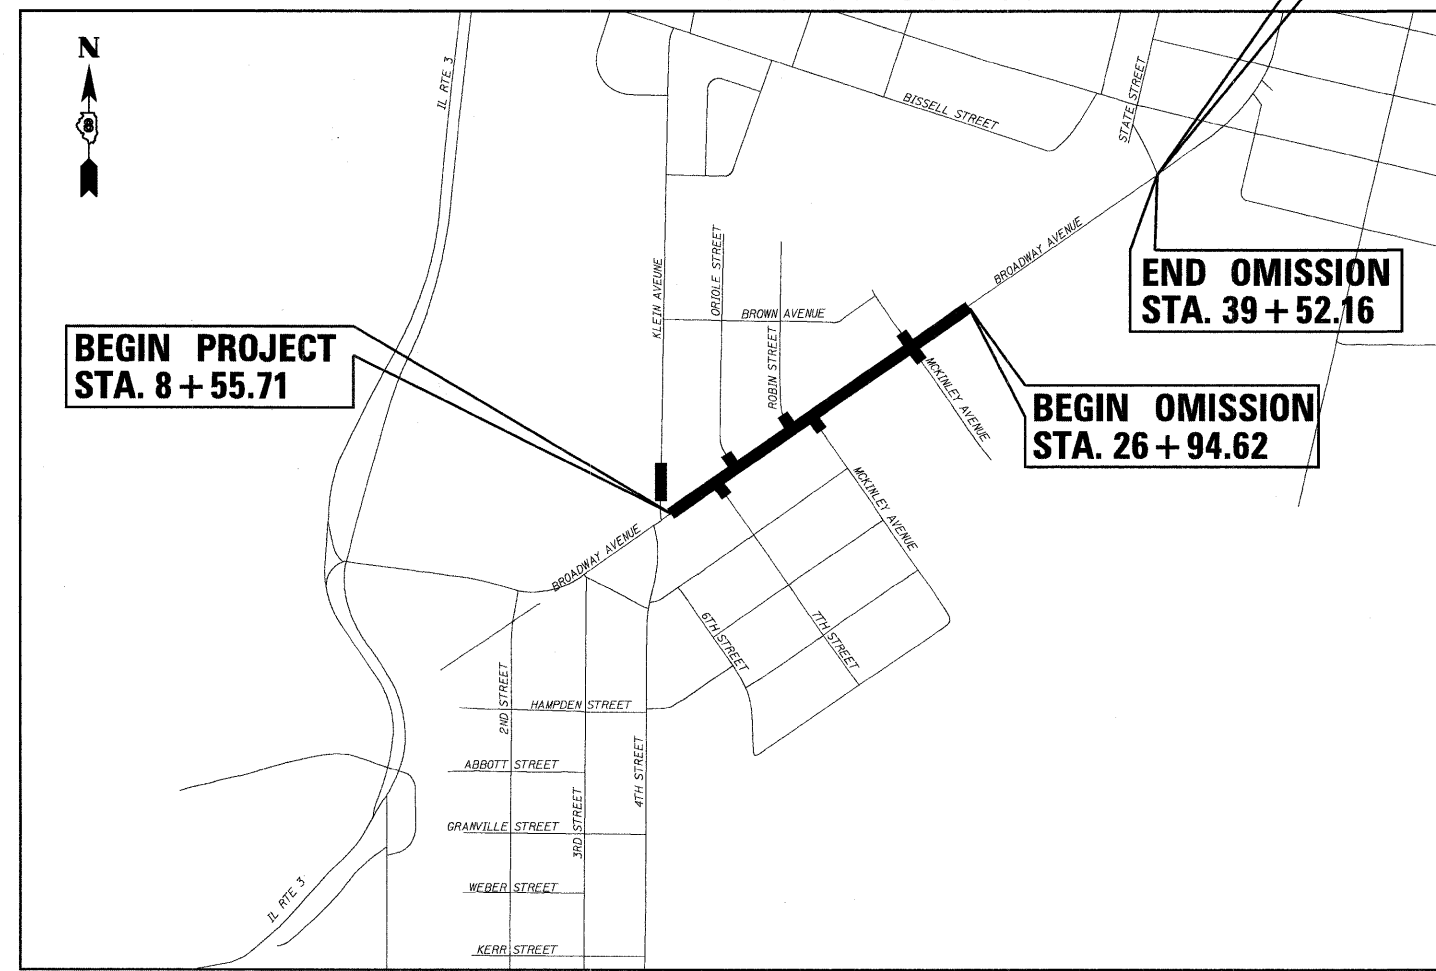 N
8
IL RTE 3
BISSELL STREET
STATE STREET
BROADWAY AVENUE
END OMISSION
STA. 39 + 52.16
KLEIN AVEUNE
ORIOLE STREET
BROWN AVENUE
ROBIN STREET
BEGIN PROJECT
STA. 8 + 55.71
MCKINLEY AVENUE
BEGIN OMISSION
STA. 26 + 94.62
MCKINLEY AVENUE
BROADWAY AVENUE
6TH STREET
7TH STREET
2ND STREET
HAMPDEN STREET
ABBOTT STREET
4TH STREET
3RD STREET
GRANVILLE STREET
WEBER STREET
IL RTE 3
KERR STREET